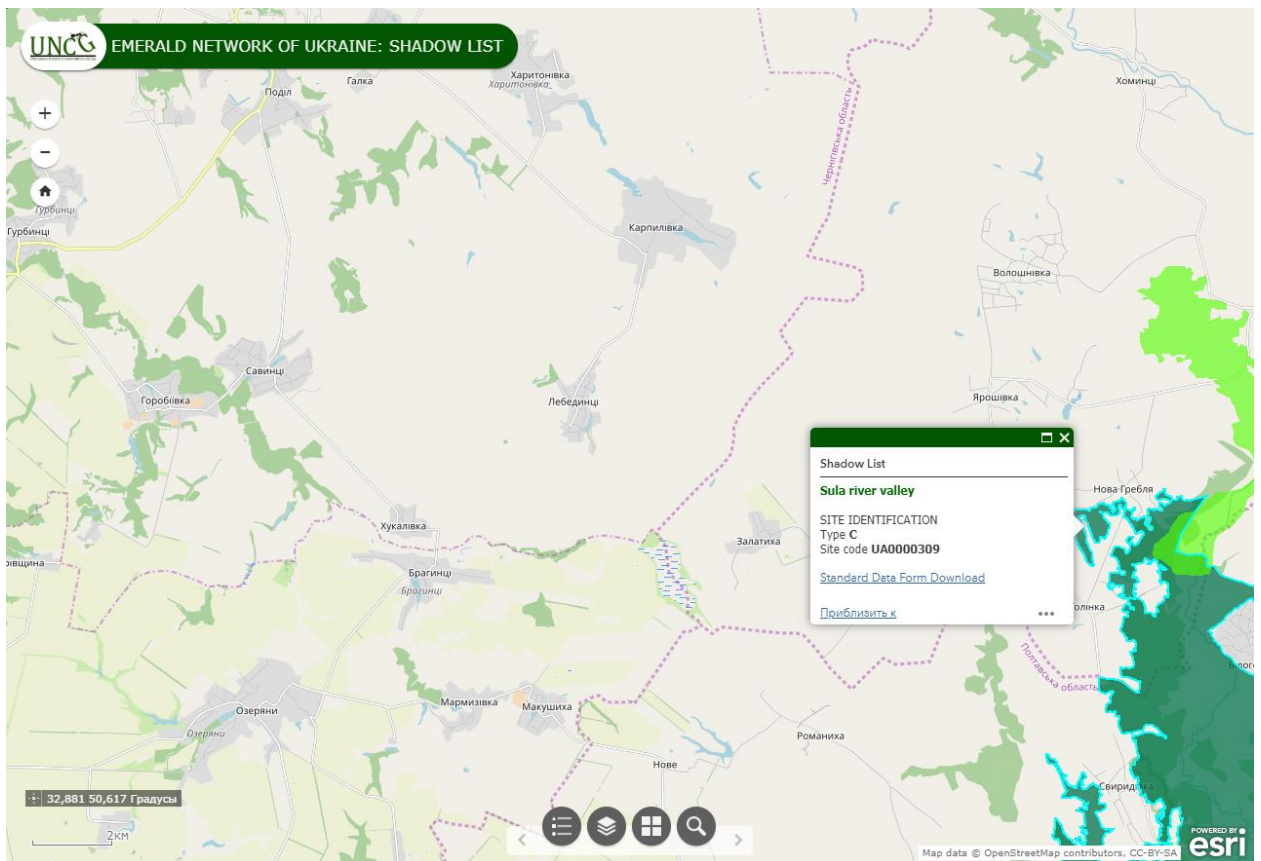 UNCG
EMERALD NETWORK OF UKRAINE: SHADOW LIST
Галка
Харитонівка
Харитонівка
Хоминці
Поділ
Чернігівська область
+
−
Гурбинці
Гурбинці
Карпилівка
Волошнівка
Савинці
Горобіївка
Лебединці
Ярошівка
Shadow List
Sula river valley
SITE IDENTIFICATION
Type C
Site code UA0000309
Standard Data Form Download
Приблизить к
Нова Гребля
Хукалівка
Залатиха
рівщина
Брагинці
Брагинці
олінка
Полтавська область
Озеряни
Озеряни
Мармизівка
Макушиха
Романиха
Нове
Свиридівка
32,881 50,617 Градусы
2км
Map data © OpenStreetMap contributors, CC-BY-SA
POWERED BY
esri